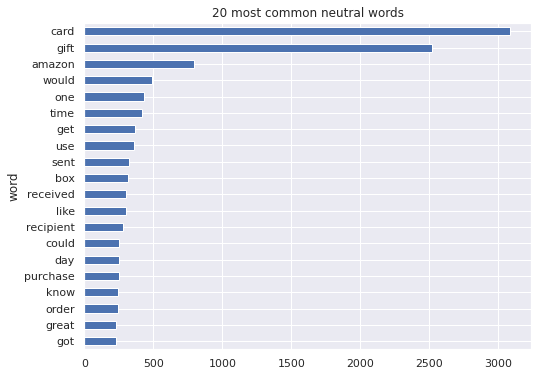 20 most common neutral words
card
gift
amazon
would
one
time
get
use
sent
box
received
like
recipient
could
day
purchase
know
order
great
got
word
0 500 1000 1500 2000 2500 3000